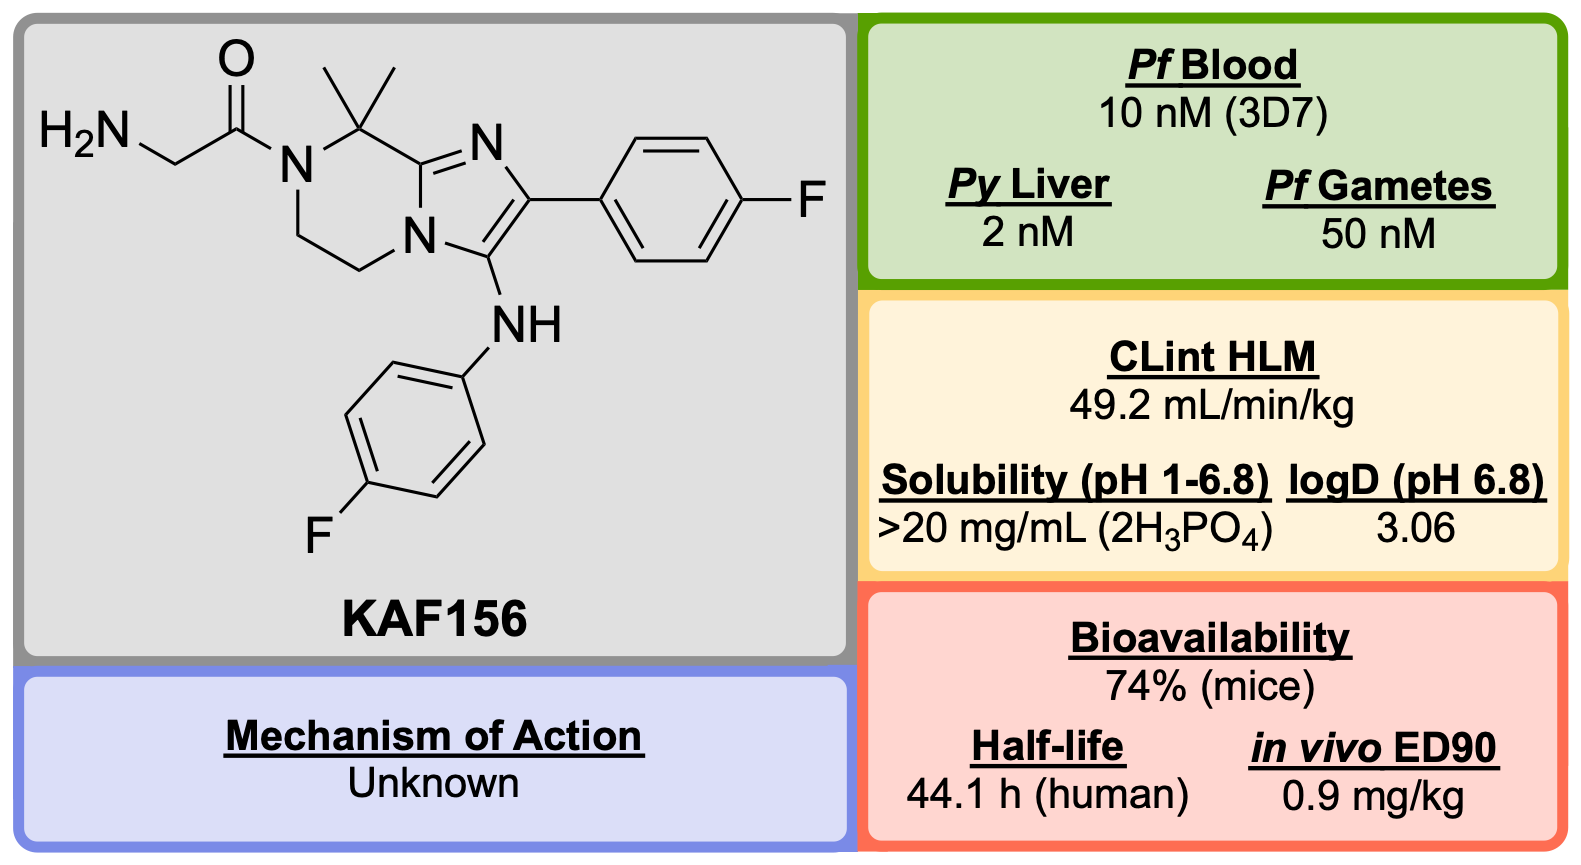 O
H₂N
N
N
N
F
NH
F
KAF156
Mechanism of Action
Unknown
Pf Blood
10 nM (3D7)
Py Liver
2 nM
Pf Gametes
50 nM
CLint HLM
49.2 mL/min/kg
Solubility (pH 1-6.8)
>20 mg/mL (2H₃PO₄)
logD (pH 6.8)
3.06
Bioavailability
74% (mice)
Half-life
44.1 h (human)
in vivo ED90
0.9 mg/kg